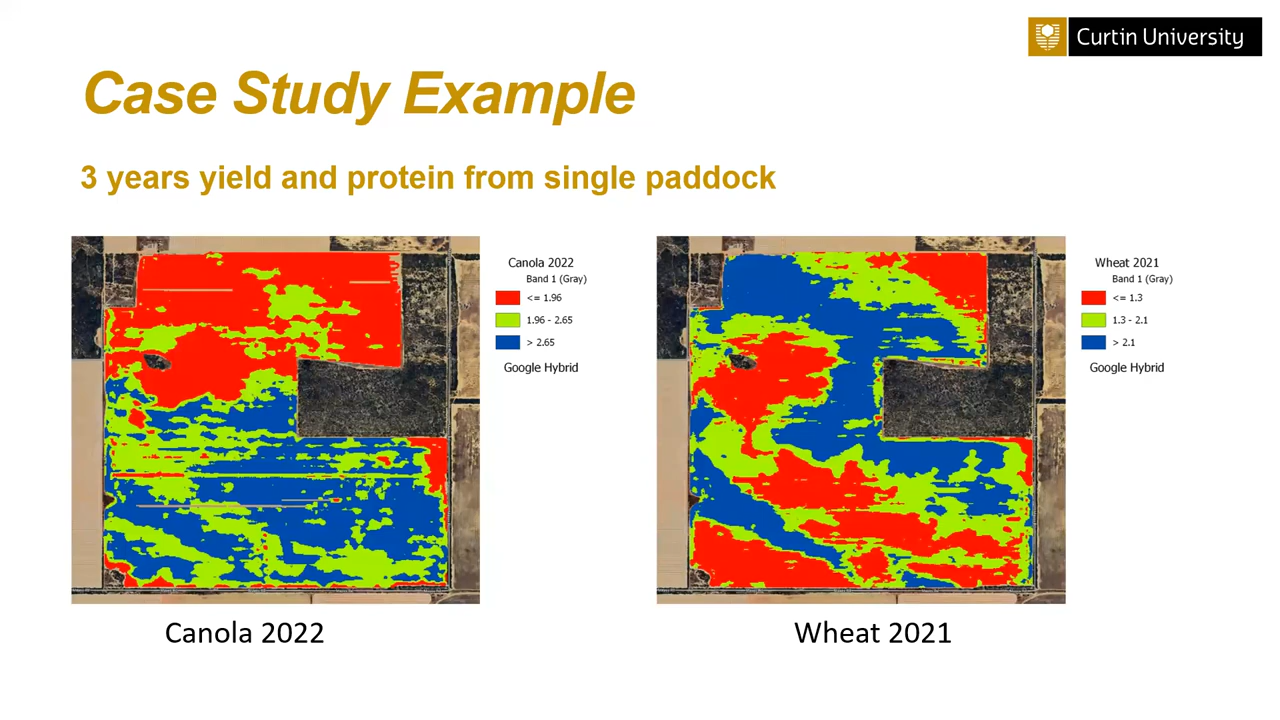 Curtin University
Case Study Example
3 years yield and protein from single paddock
Canola 2022
Band 1 (Gray)
<= 1.96
1.96 - 2.65
> 2.65
Google Hybrid
Wheat 2021
Band 1 (Gray)
<= 1.3
1.3 - 2.1
> 2.1
Google Hybrid
Canola 2022
Wheat 2021